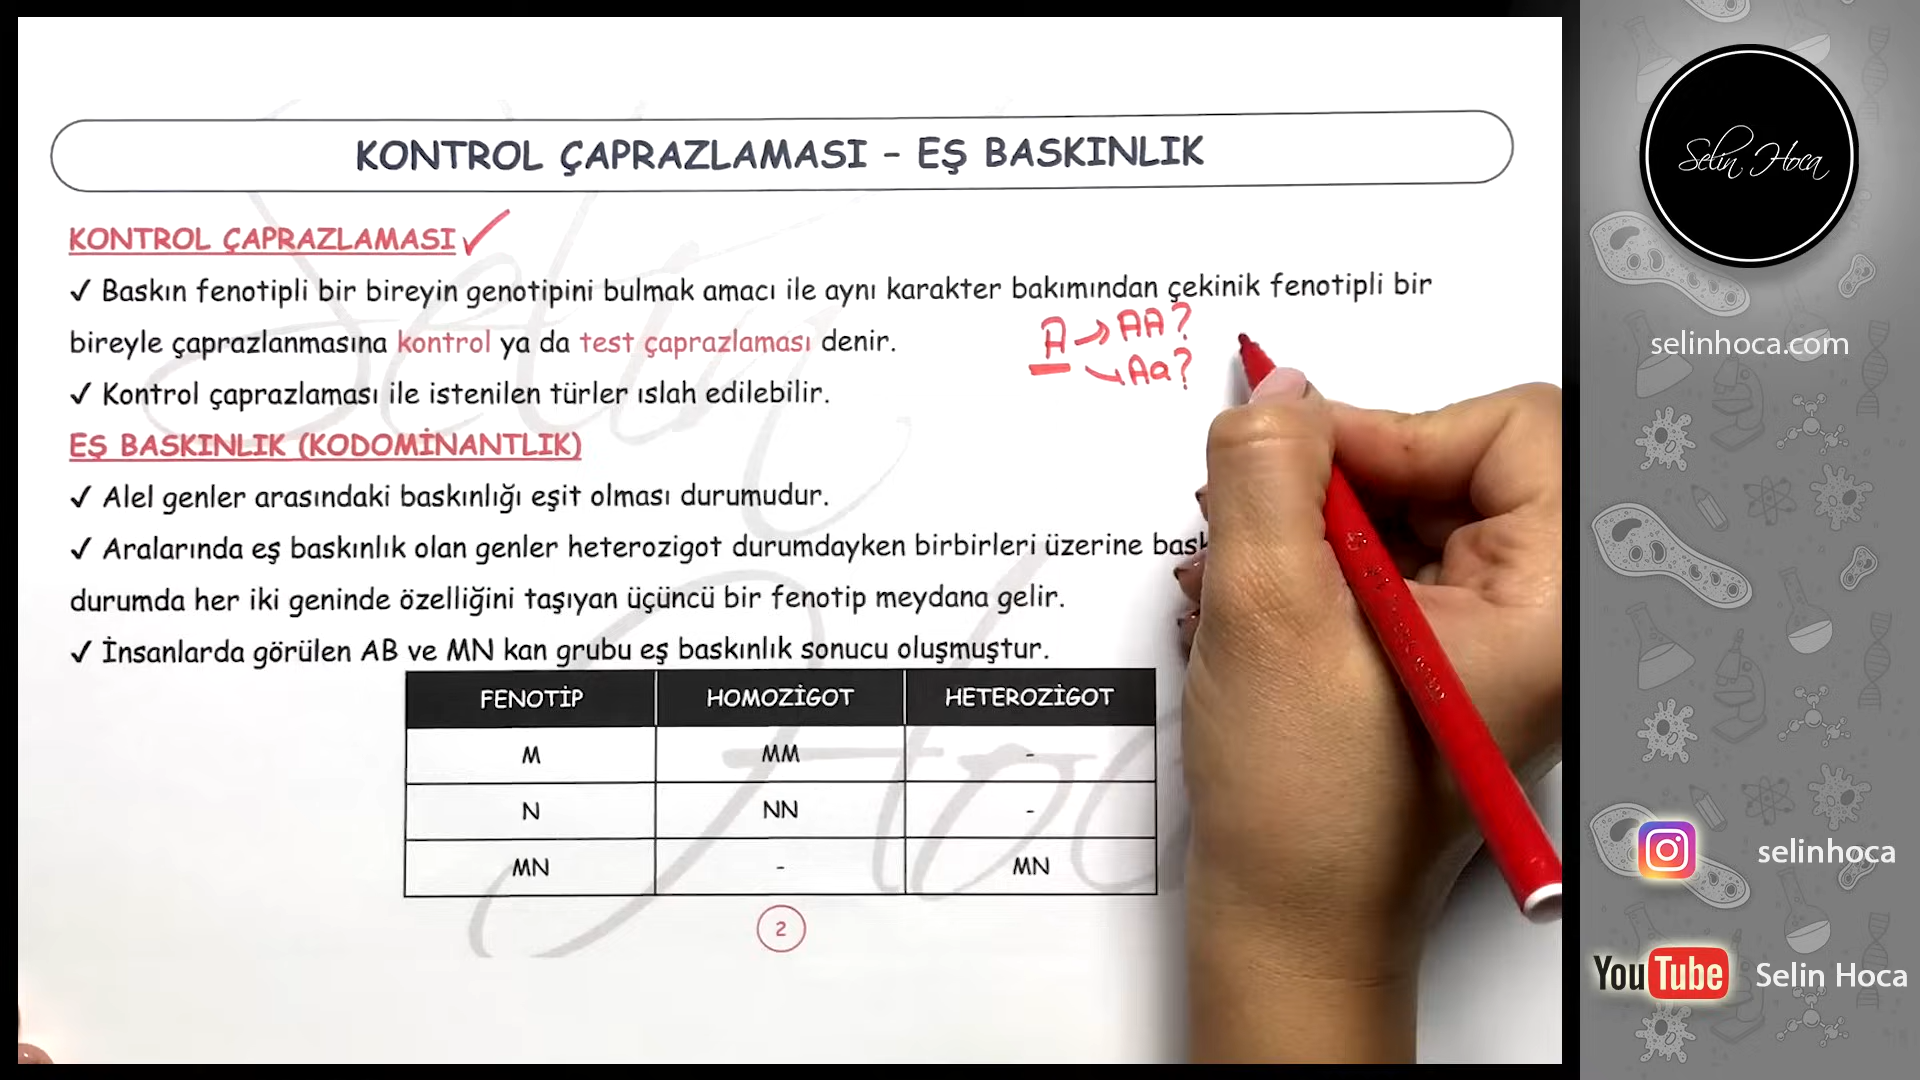 KONTROL ÇAPRAZLAMASI - EŞ BASKINLIK
KONTROL ÇAPRAZLAMASI ✓
✓ Baskın fenotipli bir bireyin genotipini bulmak amacı ile aynı karakter bakımından çekinik fenotipli bir
bireyle çaprazlanmasına kontrol ya da test çaprazlaması denir.
A → AA?
→ Aa?
✓ Kontrol çaprazlaması ile istenilen türler ıslah edilebilir.
EŞ BASKINLIK (KODOMİNANTLIK)
✓ Alel genler arasındaki baskınlığı eşit olması durumudur.
✓ Aralarında eş baskınlık olan genler heterozigot durumdayken birbirleri üzerine
durumda her iki geninde özelliğini taşıyan üçüncü bir fenotip meydana gelir.
✓ İnsanlarda görülen AB ve MN kan grubu eş baskınlık sonucu oluşmuştur.
FENOTİP HOMOZİGOT HETEROZİGOT
M MM -
N NN -
MN - MN
2
Selin Hoca
selinhoca.com
selinhoca
YouTube Selin Hoca